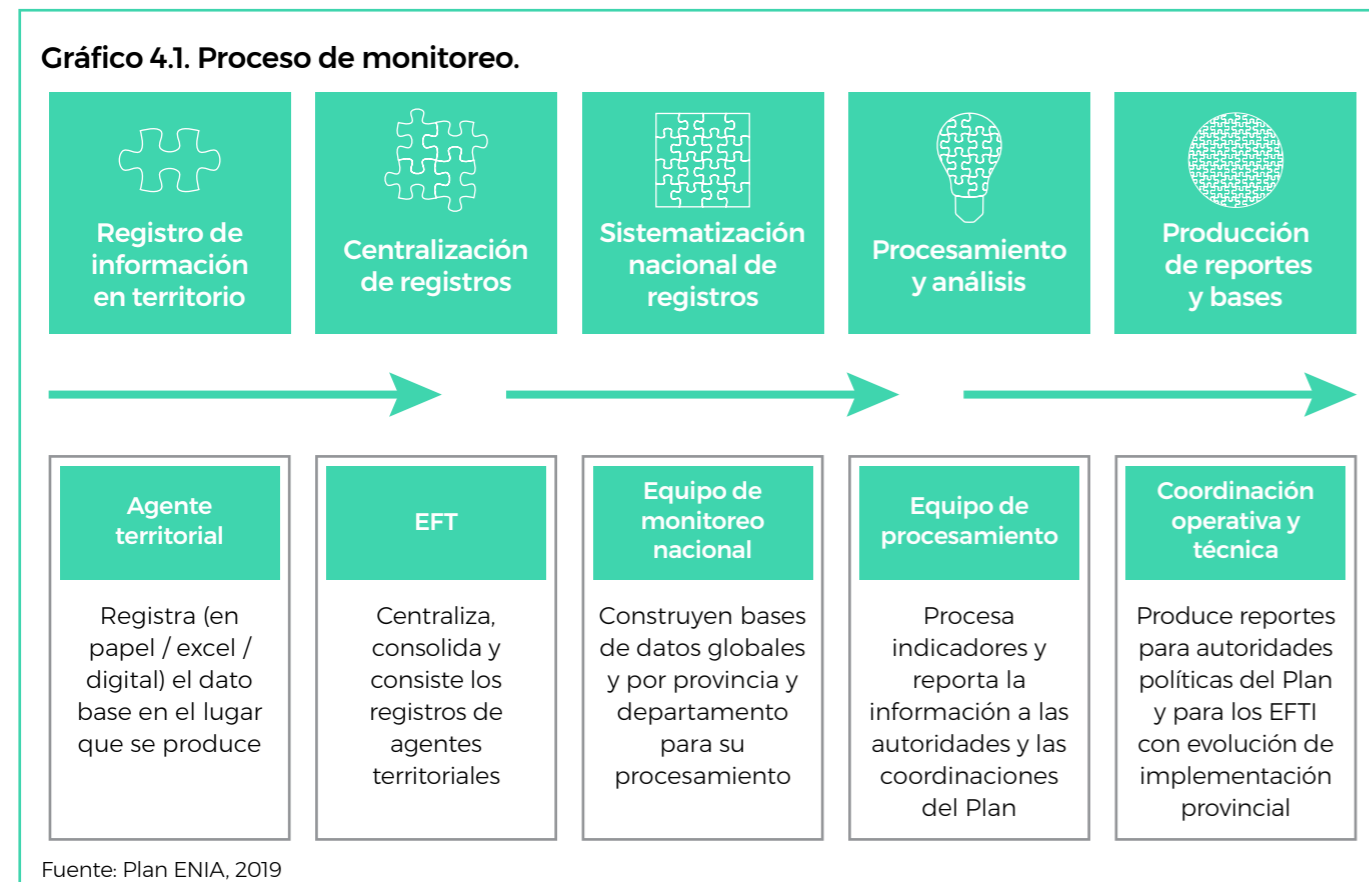 Gráfico 4.1. Proceso de monitoreo.
Registro de
información
en territorio
Centralización
de registros
Sistematización
nacional de
registros
Procesamiento
y análisis
Producción
de reportes
y bases
Agente
territorial
Registra (en
papel / excel /
digital) el dato
base en el lugar
que se produce
EFT
Centraliza,
consolida y
consiste los
registros de
agentes
territoriales
Equipo de
monitoreo
nacional
Construyen bases
de datos globales
y por provincia y
departamento
para su
procesamiento
Equipo de
procesamiento
Procesa
indicadores y
reporta la
información a las
autoridades y las
coordinaciones
del Plan
Coordinación
operativa y
técnica
Produce reportes
para autoridades
políticas del Plan
y para los EFTI
con evolución de
implementación
provincial
Fuente: Plan ENIA, 2019